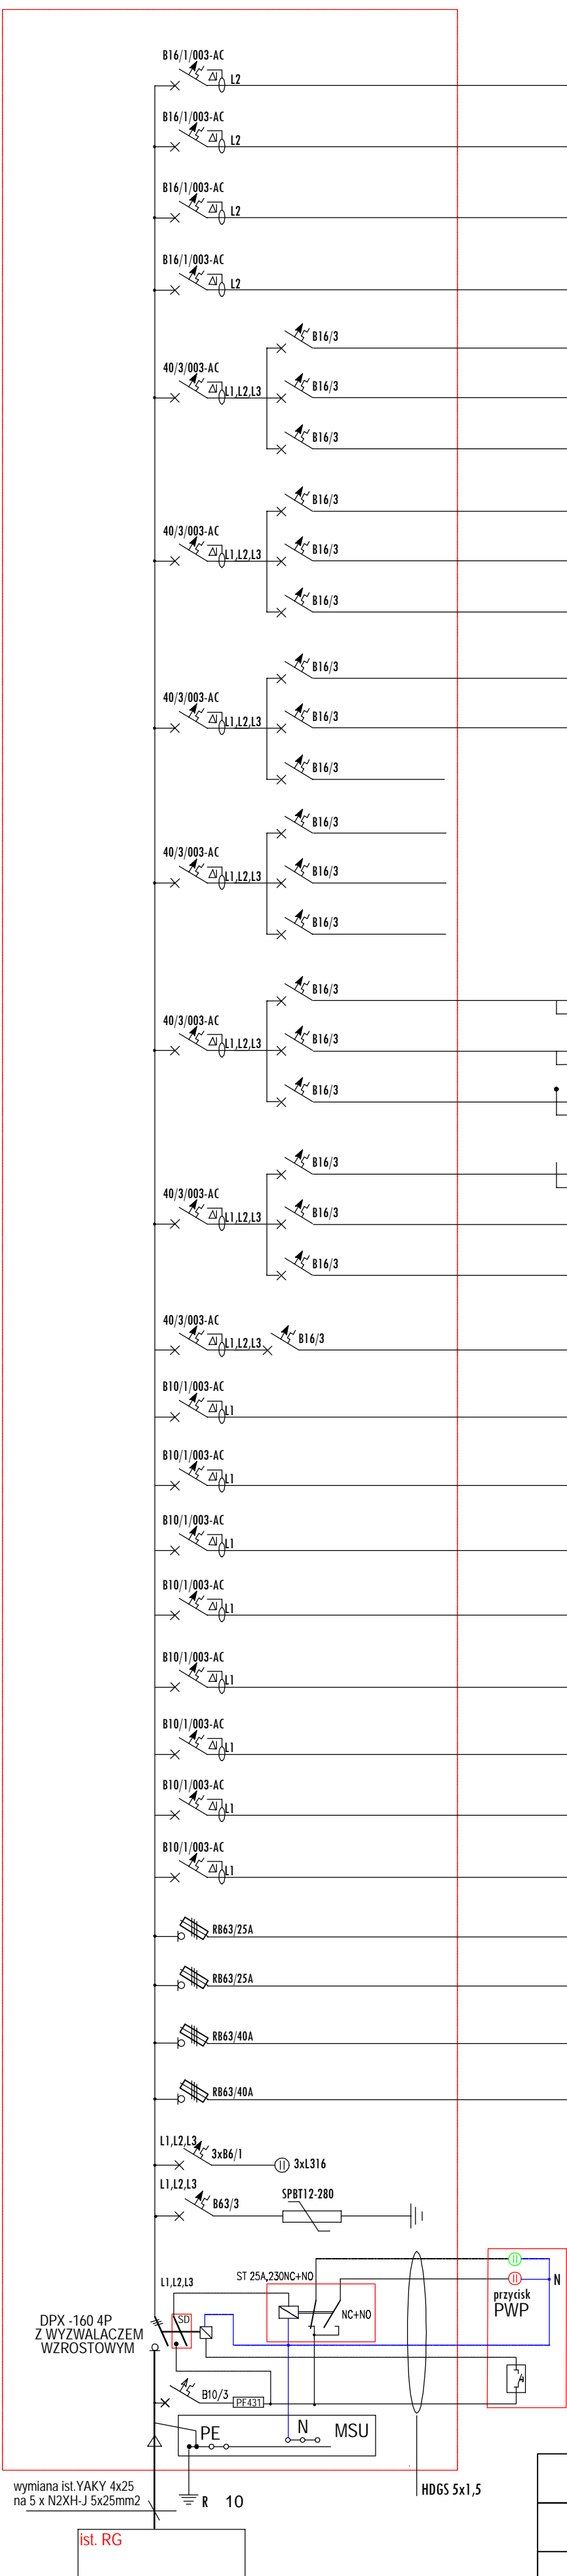 B16/1/003-AC
L2
B16/1/003-AC
L2
B16/1/003-AC
L2
B16/1/003-AC
L2
B16/3
40/3/003-AC
L1,L2,L3
B16/3
B16/3
B16/3
40/3/003-AC
L1,L2,L3
B16/3
B16/3
B16/3
40/3/003-AC
L1,L2,L3
B16/3
B16/3
B16/3
40/3/003-AC
L1,L2,L3
B16/3
B16/3
B16/3
40/3/003-AC
L1,L2,L3
B16/3
B16/3
B16/3
40/3/003-AC
L1,L2,L3
B16/3
B16/3
40/3/003-AC
L1,L2,L3
B16/3
B10/1/003-AC
L1
B10/1/003-AC
L1
B10/1/003-AC
L1
B10/1/003-AC
L1
B10/1/003-AC
L1
B10/1/003-AC
L1
B10/1/003-AC
L1
B10/1/003-AC
L1
RB63/25A
RB63/25A
RB63/40A
RB63/40A
L1,L2,L3
3xB6/1
3xL316
L1,L2,L3
B63/3
SPBT12-280
ST 25A,230NC+NO
L1,L2,L3
NC+NO
N
przycisk
PWP
SD
DPX -160 4P
Z WYZWALACZEM
WZROSTOWYM
B10/3
PF431
PE
N
MSU
HDGS 5x1,5
wymiana ist.YAKY 4x25
na 5 x N2XH-J 5x25mm2
R 10
ist. RG